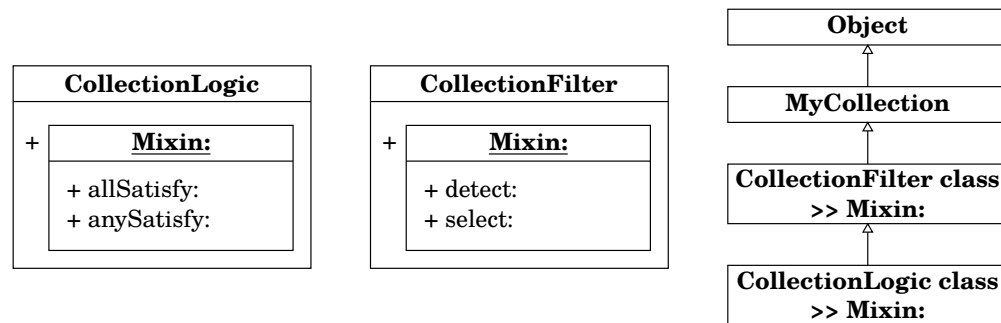 CollectionLogic
+
Mixin:
+ allSatisfy:
+ anySatisfy:
CollectionFilter
+
Mixin:
+ detect:
+ select:
Object
MyCollection
CollectionFilter class
>> Mixin:
CollectionLogic class
>> Mixin: